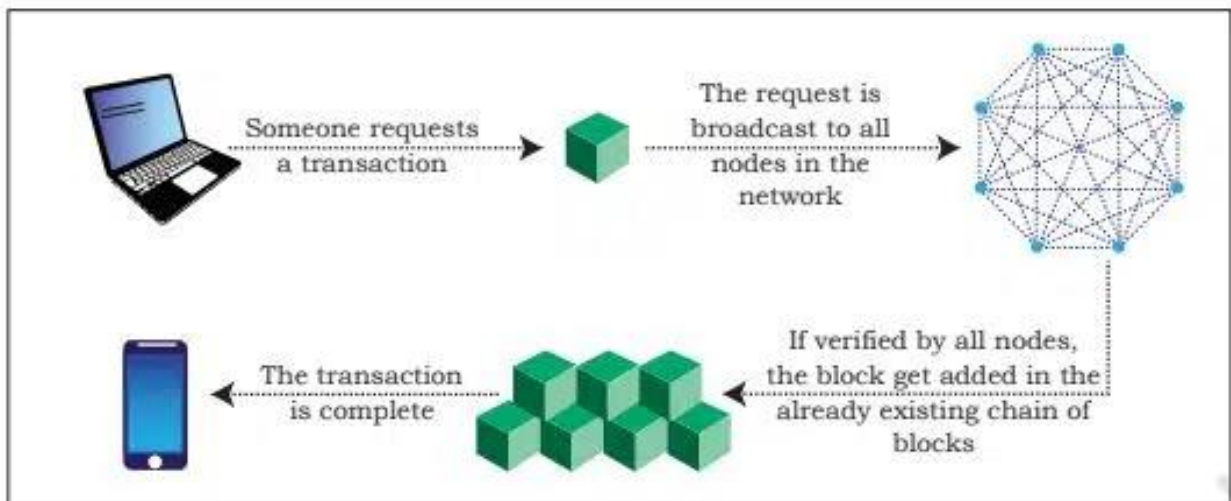 Someone requests
a transaction
The request is
broadcast to all
nodes in the
network
If verified by all nodes,
the block get added in the
already existing chain of
blocks
The transaction
is complete